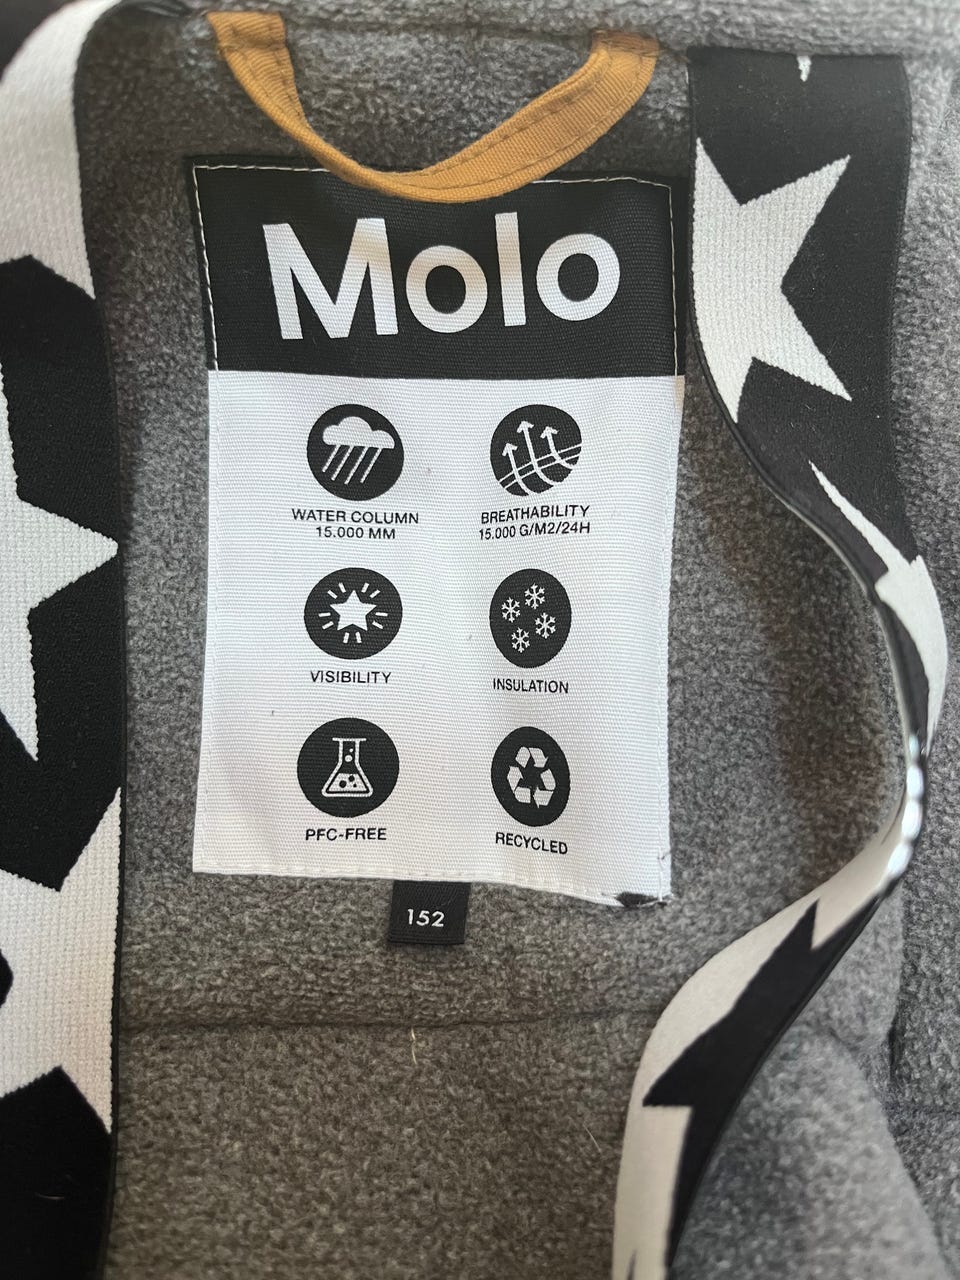 Molo
WATER COLUMN
15.000 MM
BREATHABILITY
15.000 G/M2/24H
VISIBILITY
INSULATION
PFC-FREE
RECYCLED
152